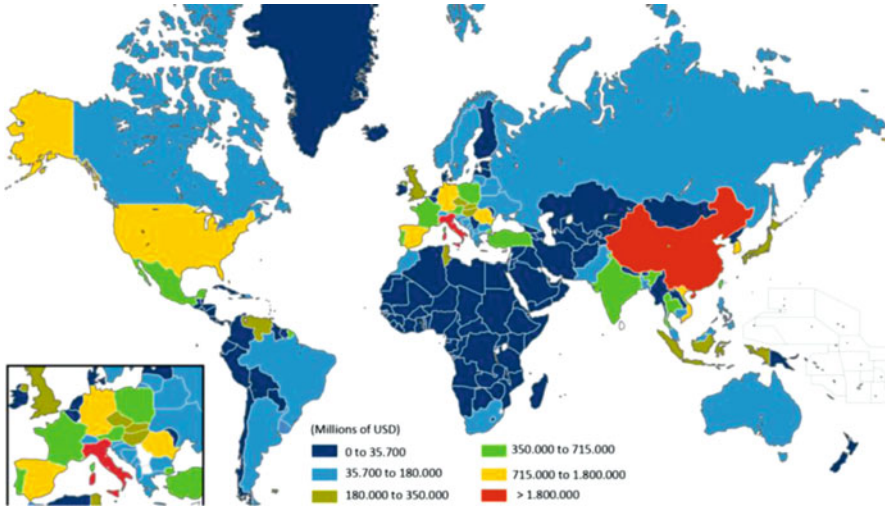 (Millions of USD)
0 to 35.700
35.700 to 180.000
180.000 to 350.000
350.000 to 715.000
715.000 to 1.800.000
> 1.800.000